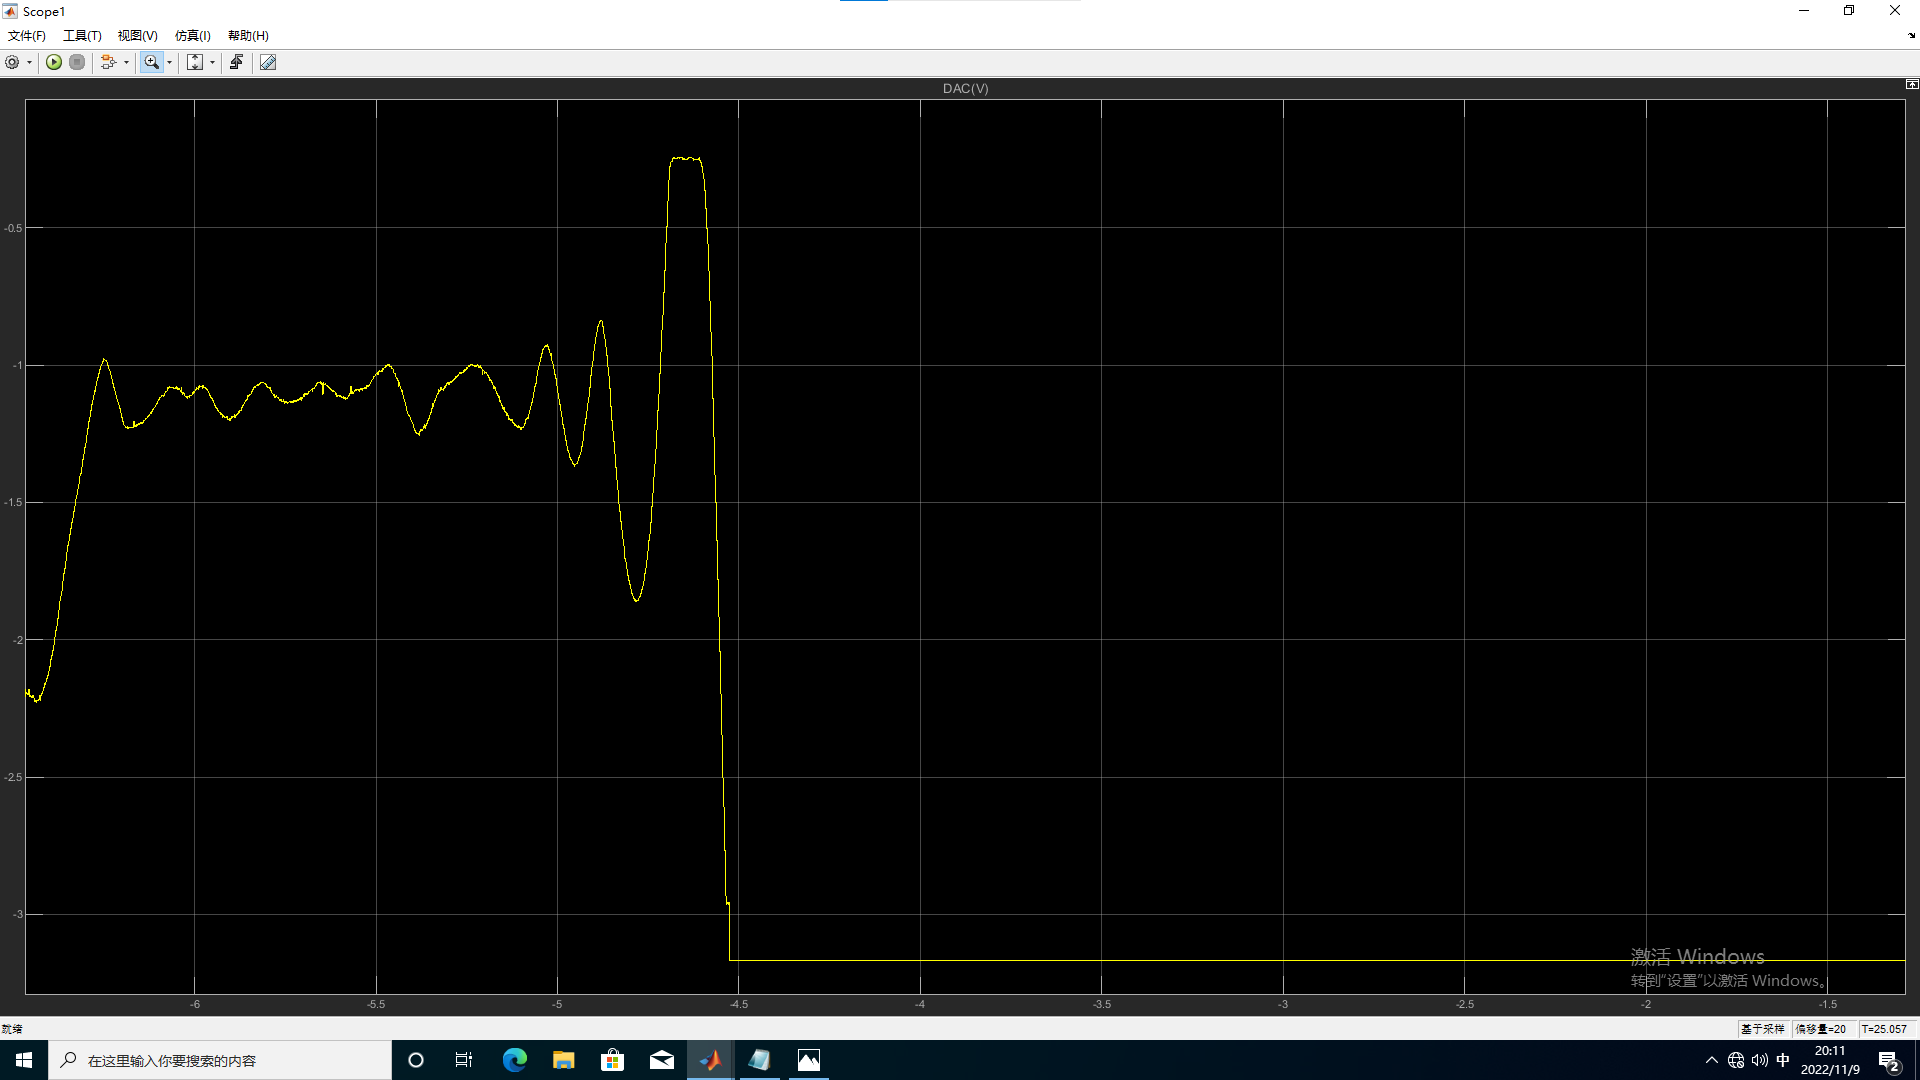 Scope1
文件(F) 工具(T) 视图(V) 仿真(I) 帮助(H)
DAC(V)
-0.5
-1
-1.5
-2
-2.5
-3
-6 -5.5 -5 -4.5 -4 -3.5 -3 -2.5 -2 -1.5
激活 Windows
转到"设置"以激活 Windows。
就绪 基于采样 偏移量=20 T=25.057
在这里输入你要搜索的内容
中
20:11
2022/11/9
2